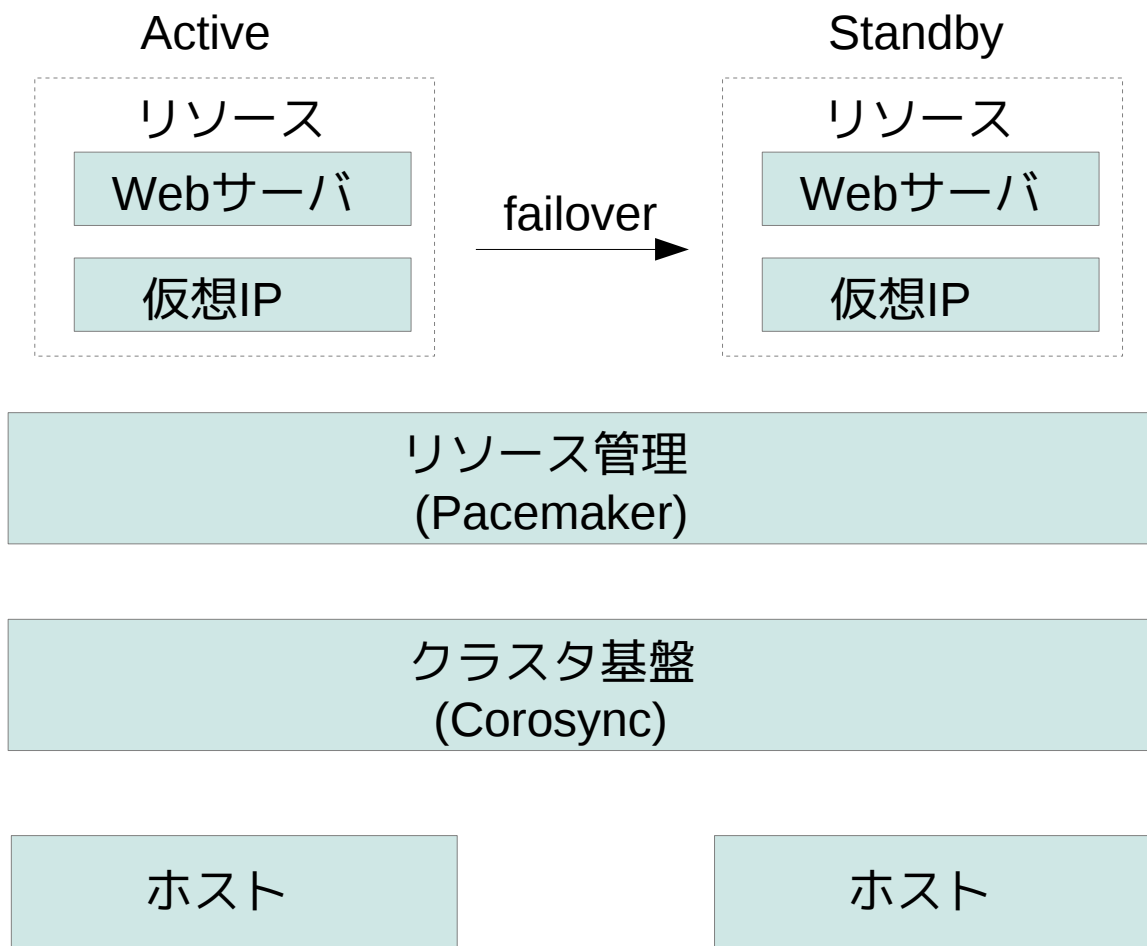 Active
Standby
リソース
リソース
Webサーバ
Webサーバ
failover
仮想IP
仮想IP
リソース管理
(Pacemaker)
クラスタ基盤
(Corosync)
ホスト
ホスト